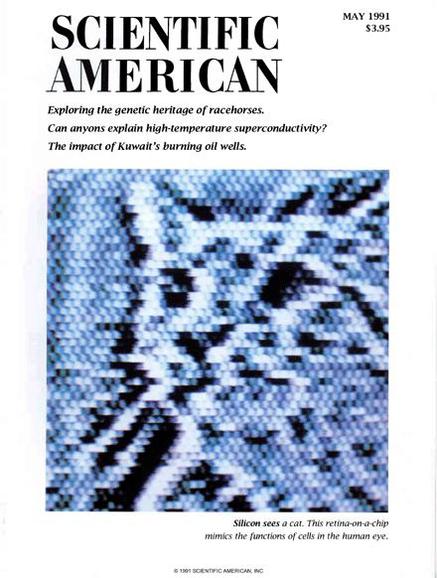 SCIENTIFIC
AMERICAN
MAY 1991
$3.95
Exploring the genetic heritage of racehorses.
Can anyons explain high-temperature superconductivity?
The impact of Kuwait's burning oil wells.
Silicon sees a cat. This retina-on-a-chip
mimics the functions of cells in the human eye.
© 1991 SCIENTIFIC AMERICAN, INC